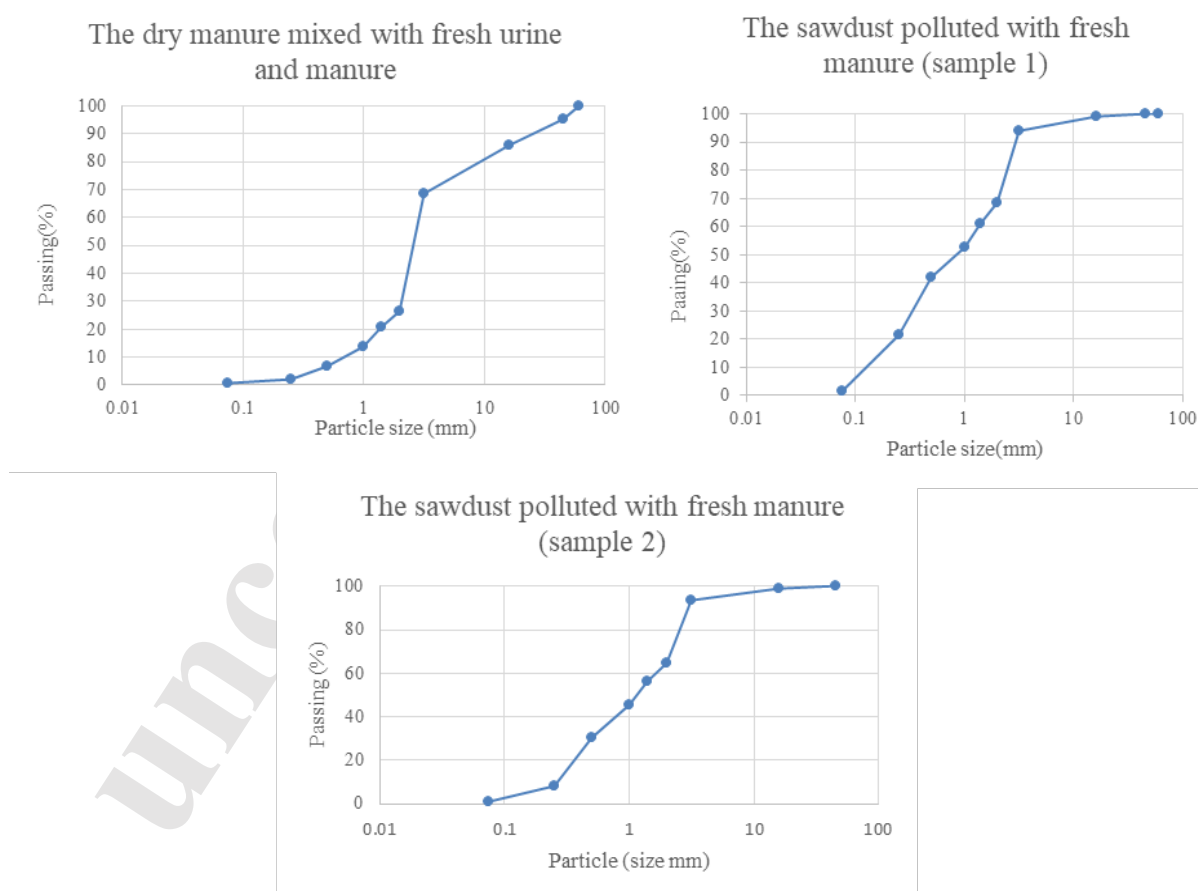 The dry manure mixed with fresh urine
and manure
100
90
80
70
60
50
40
30
20
10
0
Passing(%)
0.01 0.1 1 10 100
Particle size (mm)
The sawdust polluted with fresh
manure (sample 1)
100
90
80
70
60
50
40
30
20
10
0
Paaing(%)
0.01 0.1 1 10 100
Particle size(mm)
The sawdust polluted with fresh manure
(sample 2)
100
80
60
40
20
0
Passing (%)
0.01 0.1 1 10 100
Particle (size mm)
unc